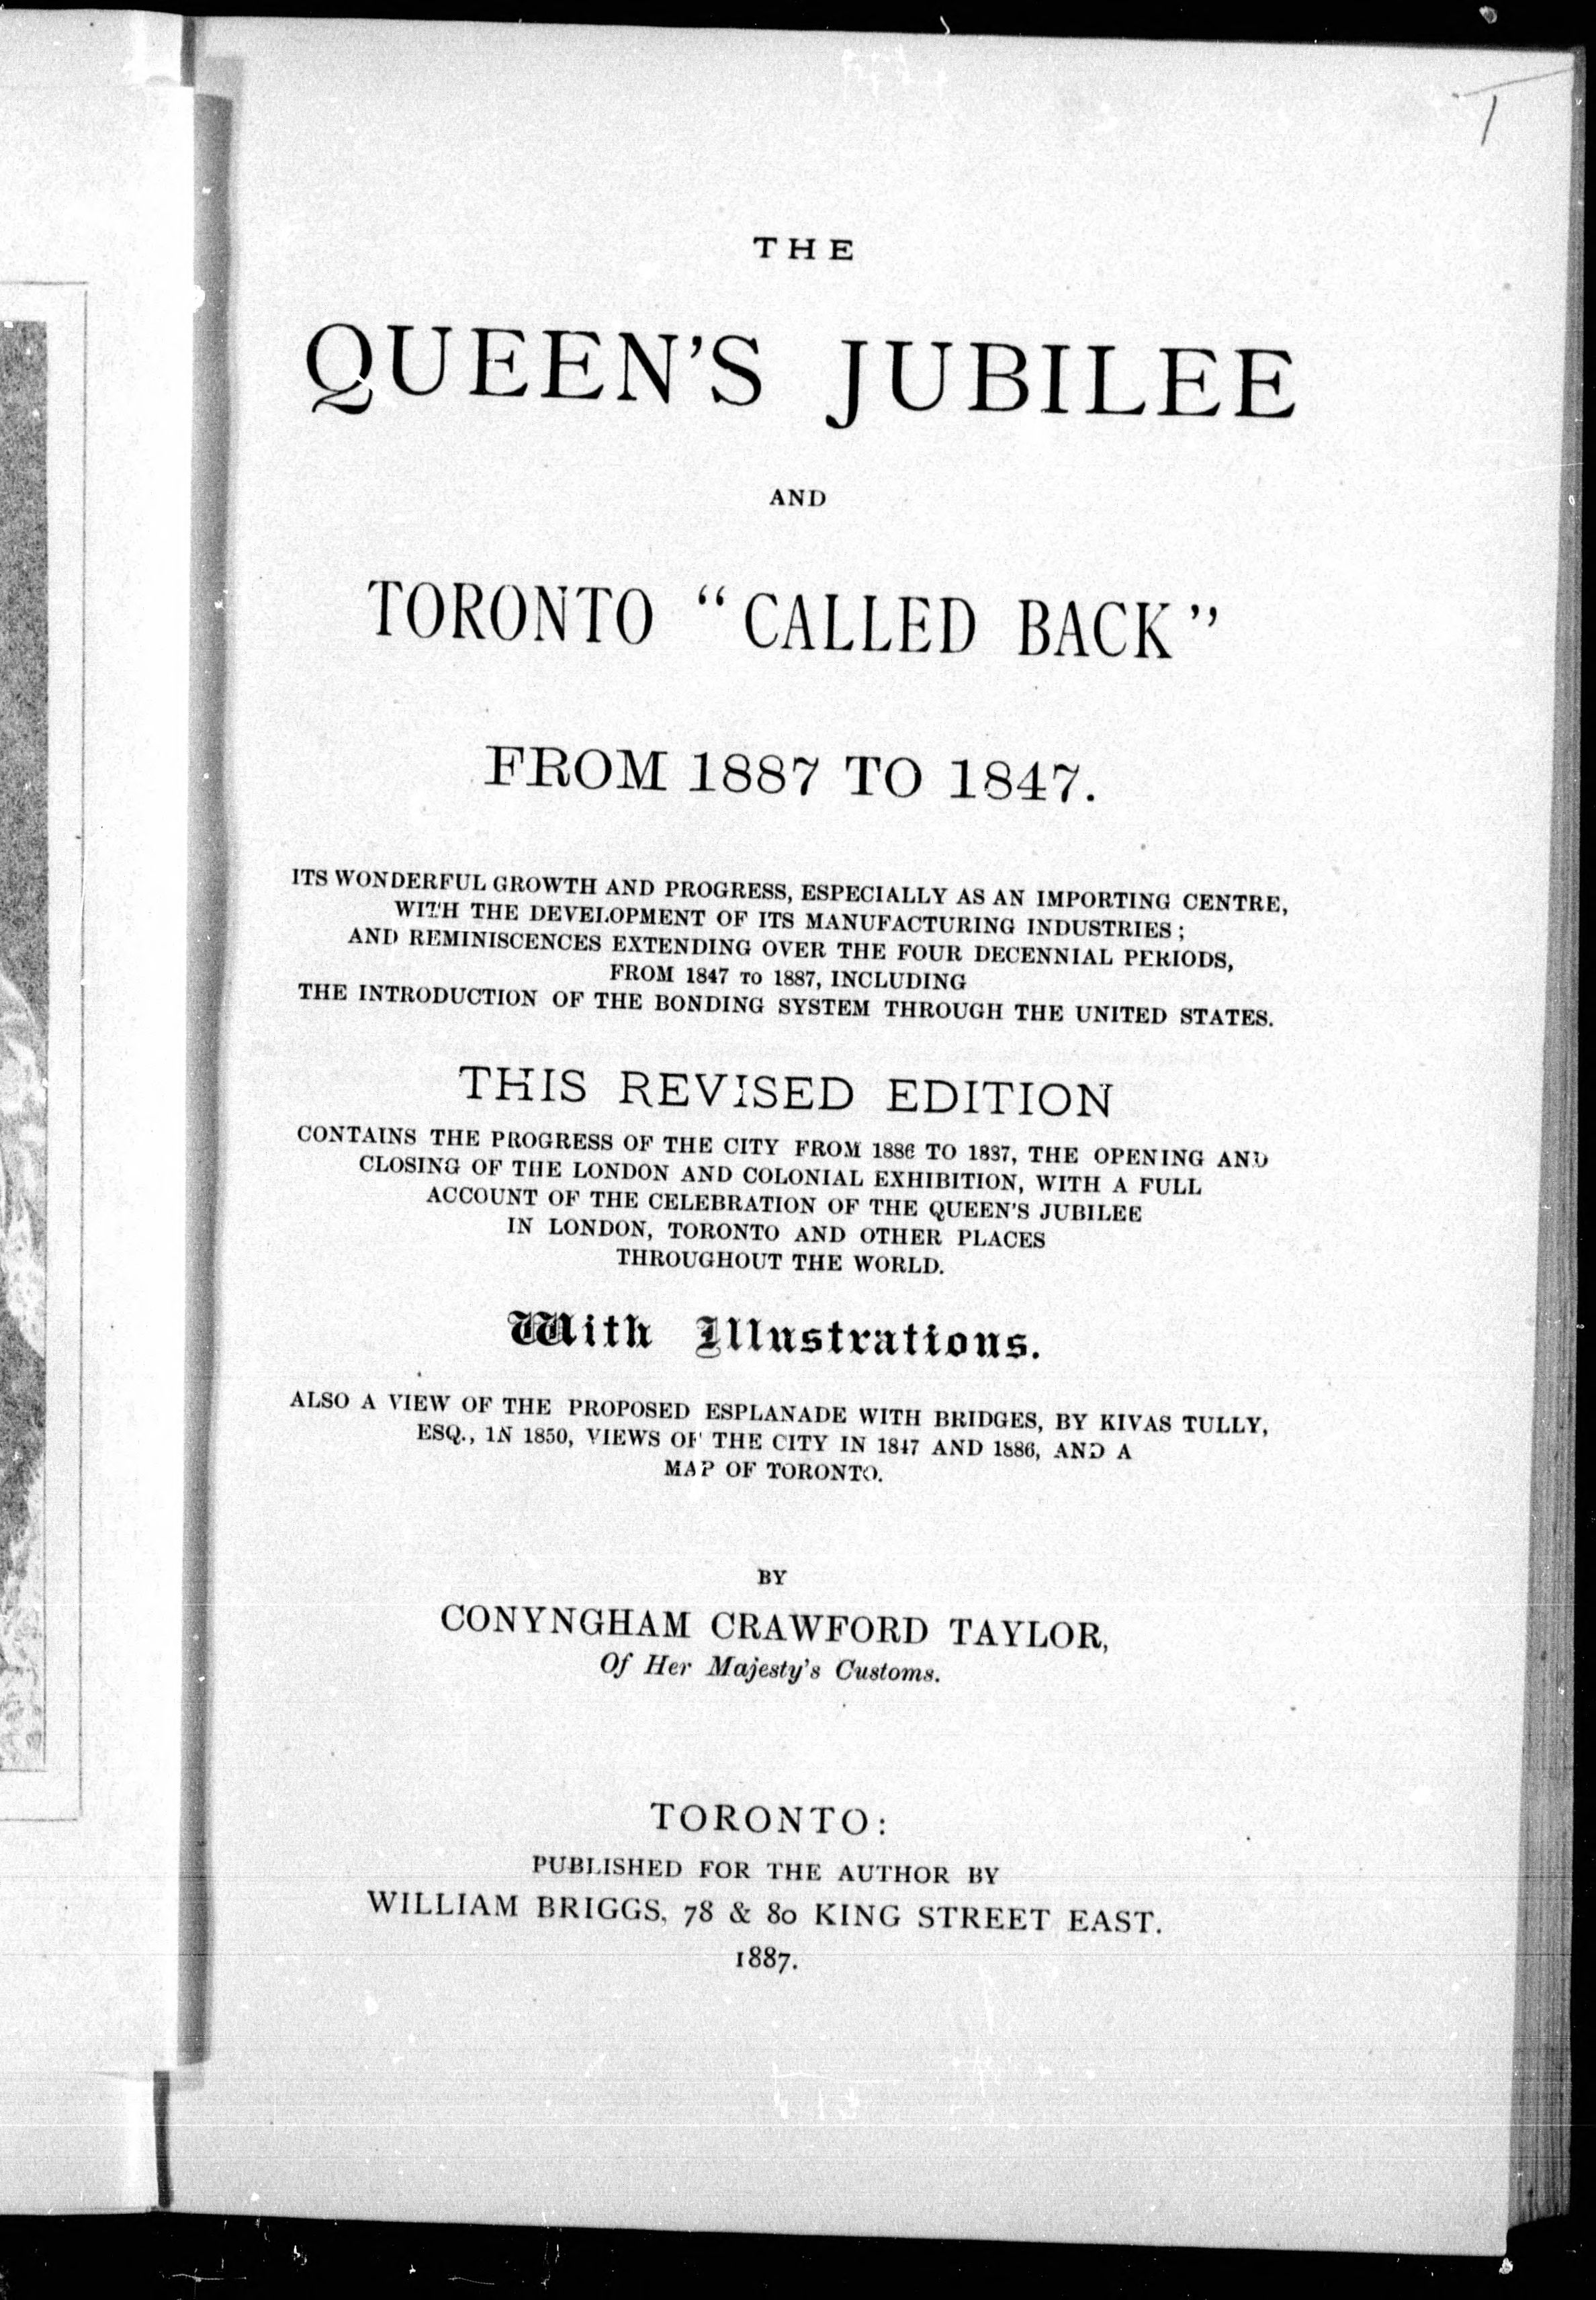 T
THE
QUEEN'S JUBILEE
AND
TORONTO “CALLED BACK”
FROM 1887 TO 1847.
ITS WONDERFUL GROWTH AND PROGRESS, ESPECIALLY AS AN IMPORTING CENTRE,
WITH THE DEVELOPMENT OF ITS MANUFACTURING INDUSTRIES;
AND REMINISCENCES EXTENDING OVER THE FOUR DECENNIAL PERIODS,
FROM 1847 TO 1887, INCLUDING
THE INTRODUCTION OF THE BONDING SYSTEM THROUGH THE UNITED STATES.
THIS REVISED EDITION
CONTAINS THE PROGRESS OF THE CITY FROM 1886 TO 1887, THE OPENING AND
CLOSING OF THE LONDON AND COLONIAL EXHIBITION, WITH A FULL
ACCOUNT OF THE CELEBRATION OF THE QUEEN'S JUBILEE
IN LONDON, TORONTO AND OTHER PLACES
THROUGHOUT THE WORLD.
With Illustrations.
ALSO A VIEW OF THE PROPOSED ESPLANADE WITH BRIDGES, BY KIVAS TULLY,
ESQ., IN 1850, VIEWS OF THE CITY IN 1847 AND 1886, AND A
MAP OF TORONTO.
BY
CONYNGHAM CRAWFORD TAYLOR,
Of Her Majesty's Customs.
TORONTO:
PUBLISHED FOR THE AUTHOR BY
WILLIAM BRIGGS, 78 & 80 KING STREET EAST.
1887.